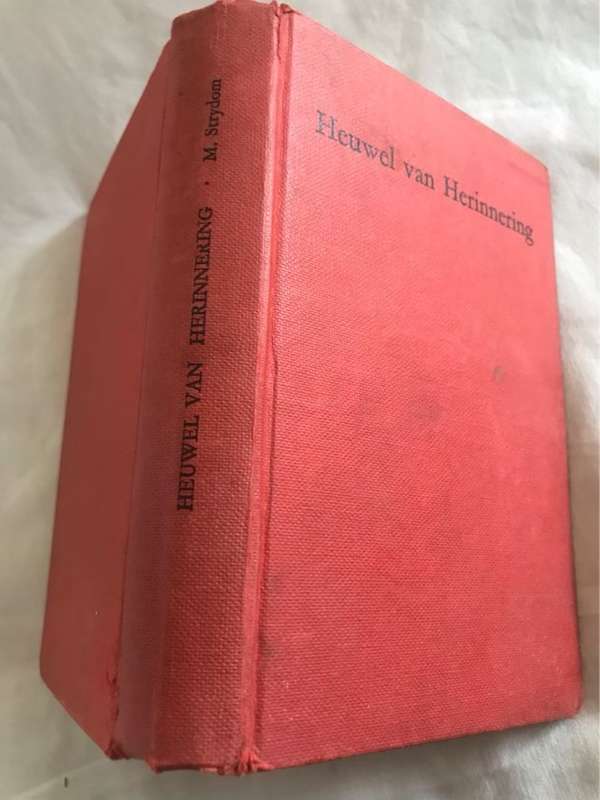 Heuwel van Herinnering
HEUWEL VAN HERINNERING · M. Strydom